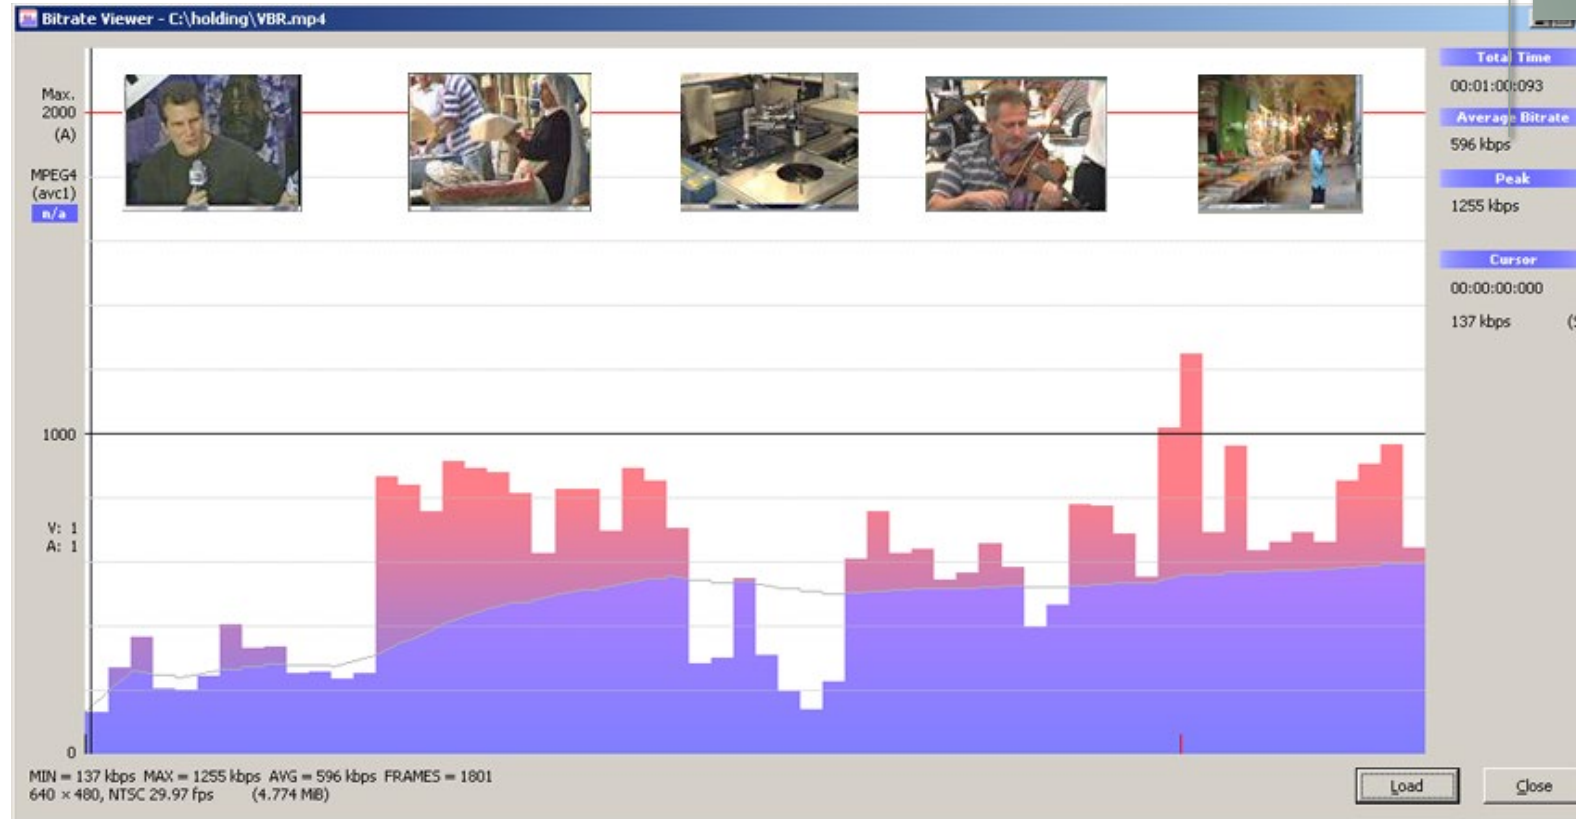 Bitrate Viewer - C:\holding\VBR.mp4
Max.
2000
(A)
MPEG4
(avc1)
n/a
1000
V: 1
A: 1
0
Total Time
00:01:00:093
Average Bitrate
596 kbps
Peak
1255 kbps
Cursor
00:00:00:000
137 kbps (S
MIN = 137 kbps MAX = 1255 kbps AVG = 596 kbps FRAMES = 1801
640 × 480, NTSC 29.97 fps (4.774 MiB)
Load
Close